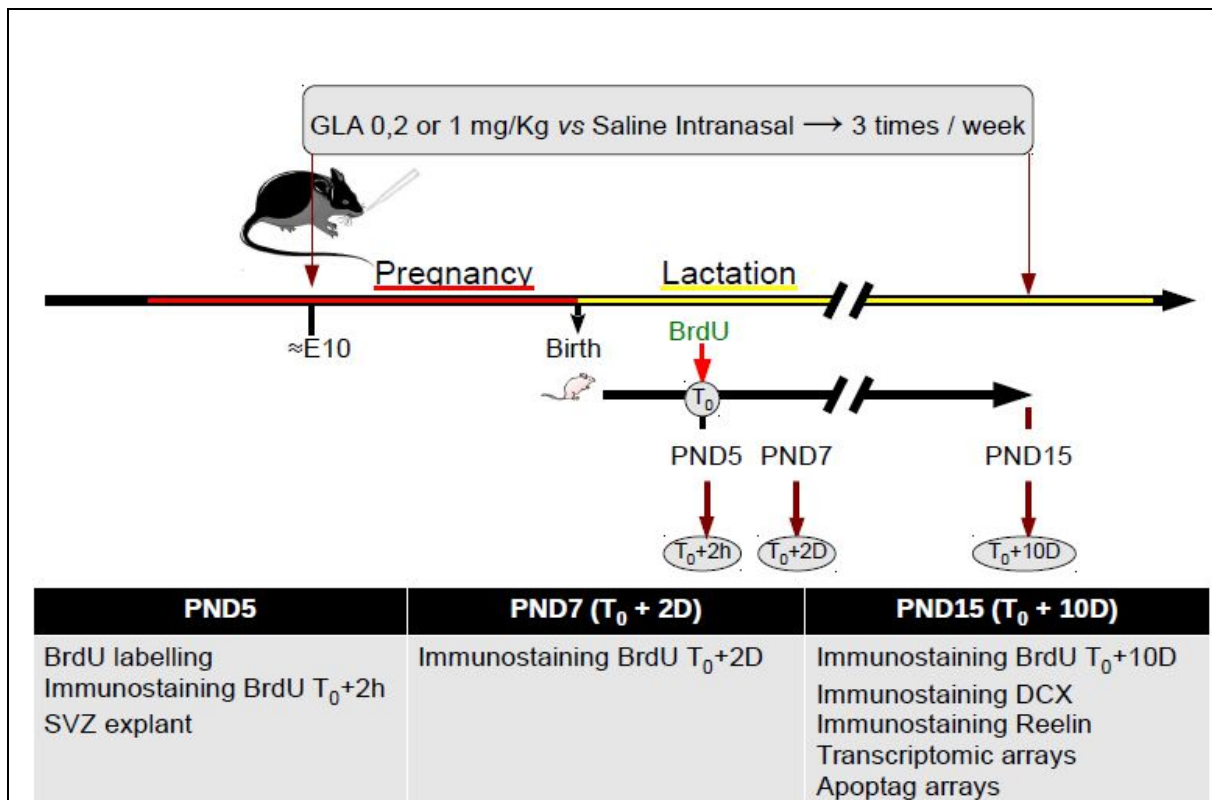 GLA 0,2 or 1 mg/Kg vs Saline Intranasal → 3 times / week
Pregnancy
Lactation
≈E10
Birth
BrdU
T₀
PND5
PND7
PND15
T₀+2h
T₀+2D
T₀+10D
PND5
PND7 (T₀ + 2D)
PND15 (T₀ + 10D)
BrdU labelling
Immunostaining BrdU T₀+2h
SVZ explant
Immunostaining BrdU T₀+2D
Immunostaining BrdU T₀+10D
Immunostaining DCX
Immunostaining Reelin
Transcriptomic arrays
Apoptag arrays